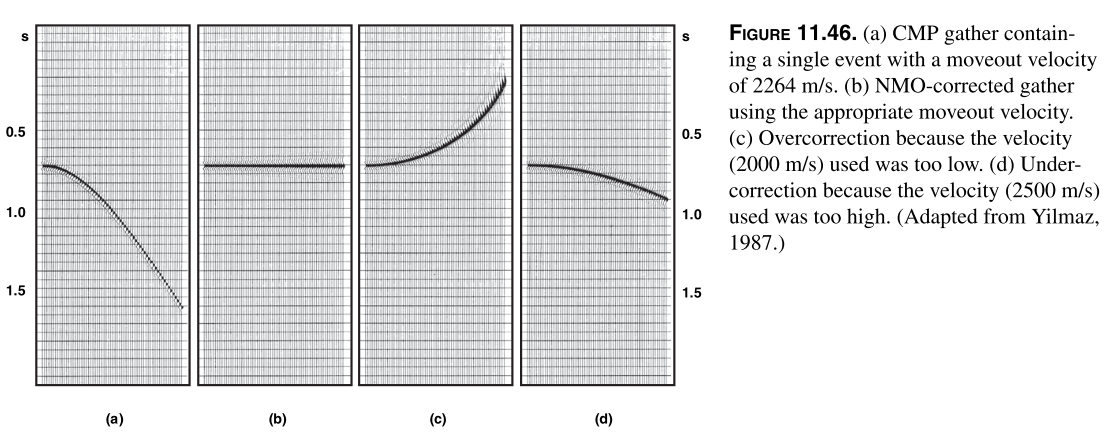 s
0.5
1.0
1.5
(a)
(b)
(c)
(d)
s
0.5
1.0
1.5
FIGURE 11.46. (a) CMP gather contain-
ing a single event with a moveout velocity
of 2264 m/s. (b) NMO-corrected gather
using the appropriate moveout velocity.
(c) Overcorrection because the velocity
(2000 m/s) used was too low. (d) Under-
correction because the velocity (2500 m/s)
used was too high. (Adapted from Yilmaz,
1987.)